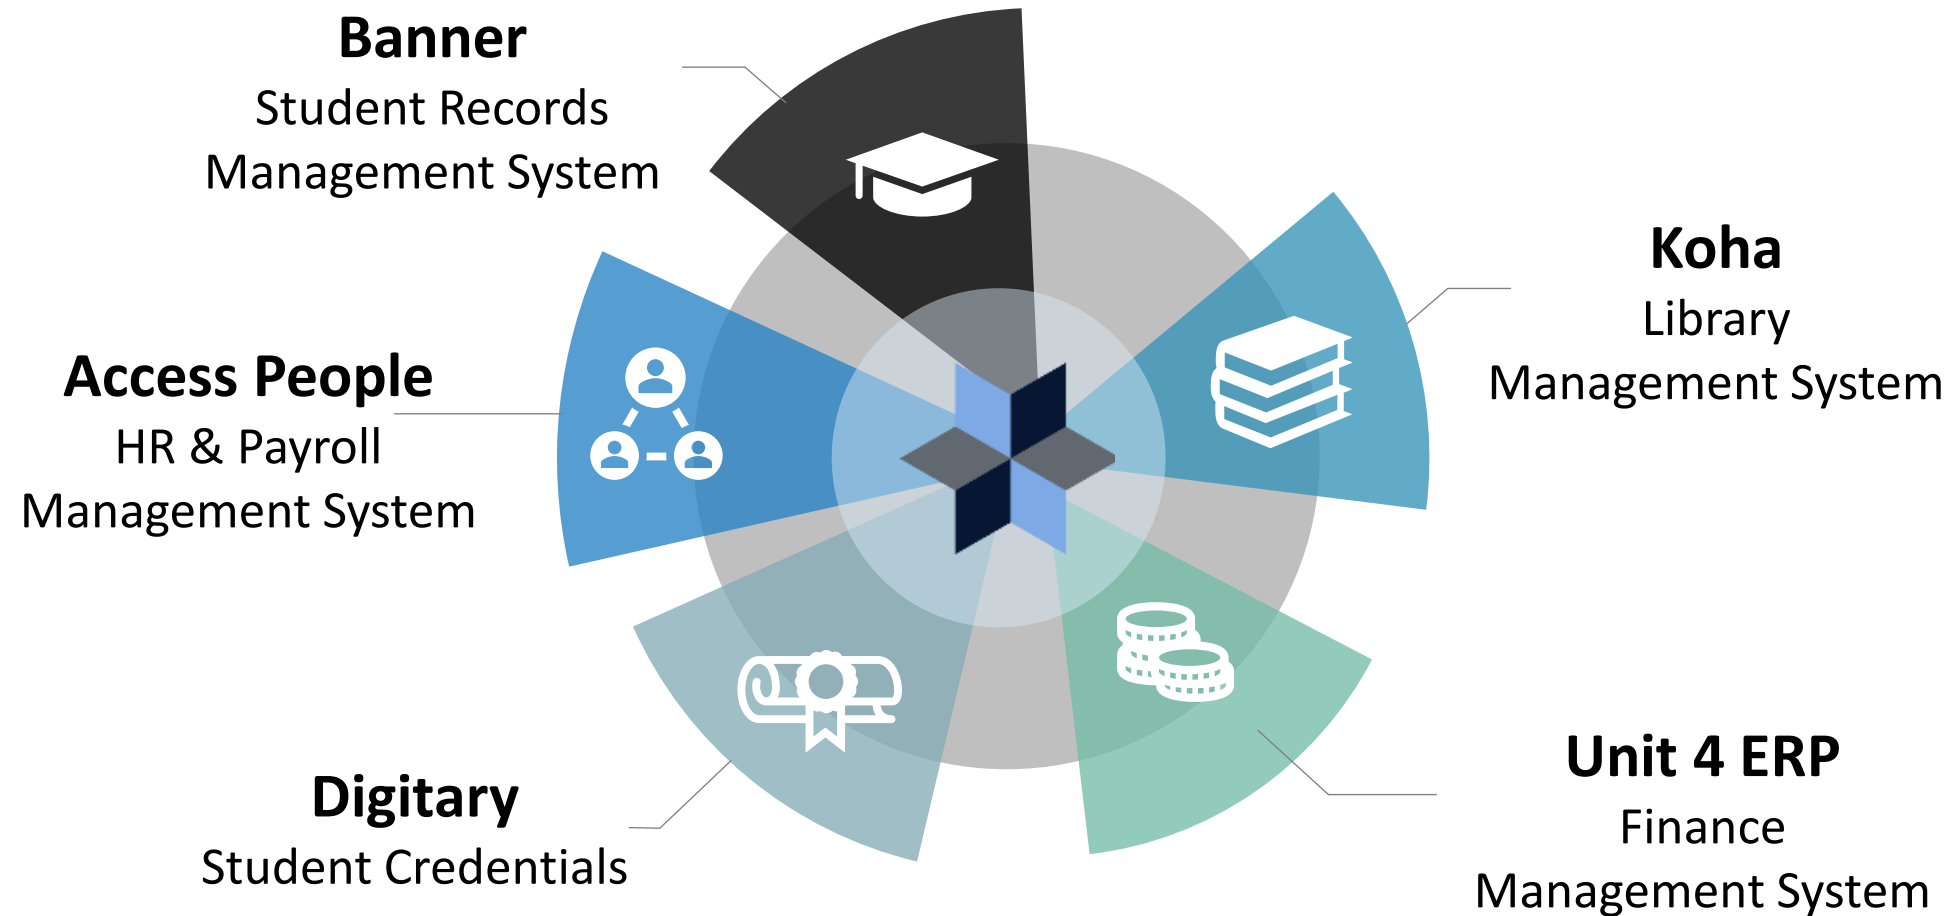 Banner
Student Records
Management System
Koha
Library
Management System
Access People
HR & Payroll
Management System
Digitary
Student Credentials
Unit 4 ERP
Finance
Management System